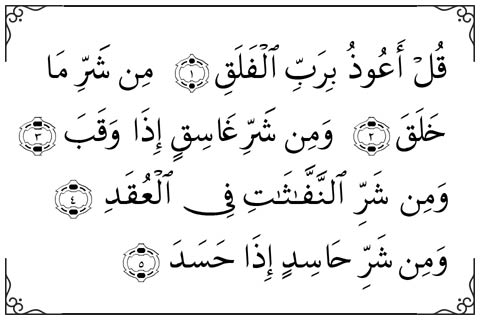 قُلۡ أَعُوذُ بِرَبِّ ٱلۡفَلَقِ ١ مِن شَرِّ مَا
خَلَقَ ٢ وَمِن شَرِّ غَاسِقٍ إِذَا وَقَبَ ٣
وَمِن شَرِّ ٱلنَّفَّـٰثَـٰتِ فِى ٱلۡعُقَدِ ٤
وَمِن شَرِّ حَاسِدٍ إِذَا حَسَدَ ٥